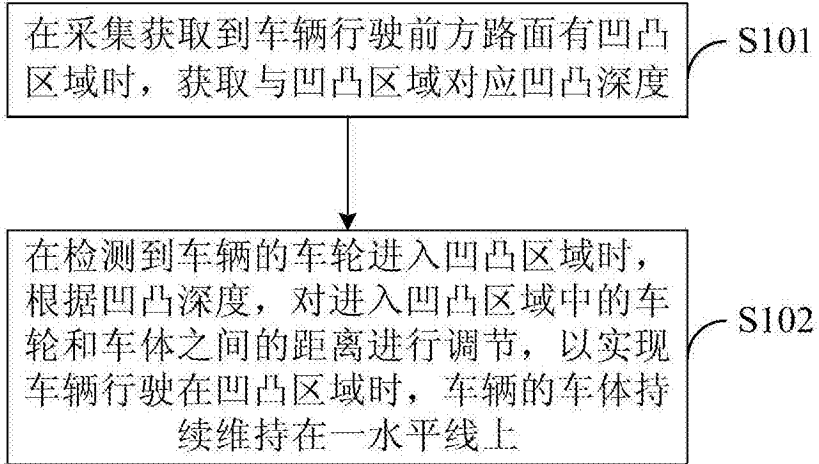 在采集获取到车辆行驶前方路面有凹凸
区域时，获取与凹凸区域对应凹凸深度
S101
在检测到车辆的车轮进入凹凸区域时，
根据凹凸深度，对进入凹凸区域中的车
轮和车体之间的距离进行调节，以实现
车辆行驶在凹凸区域时，车辆的车体持
续维持在一水平线上
S102